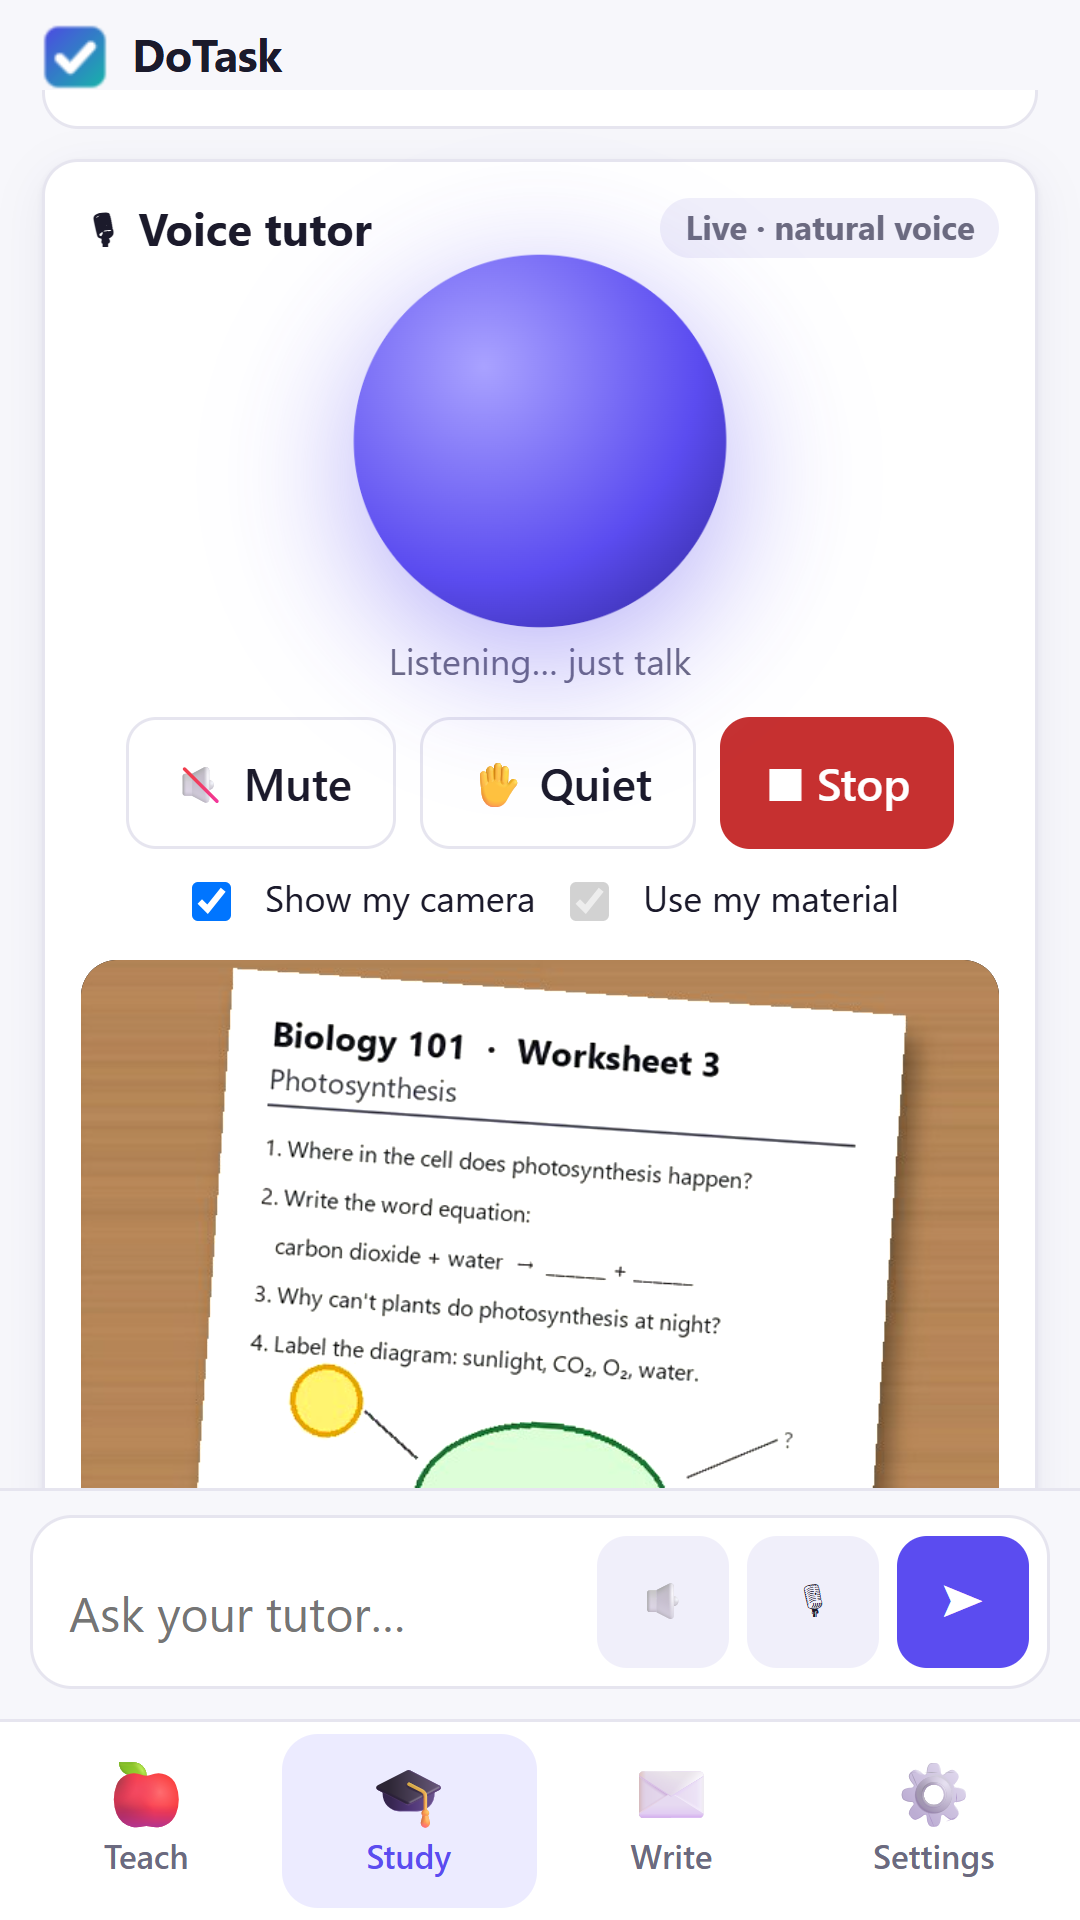 DoTask
Voice tutor
Live · natural voice
Listening... just talk
Mute
Quiet
Stop
Show my camera
Use my material
Biology 101 · Worksheet 3
Photosynthesis
1. Where in the cell does photosynthesis happen?
2. Write the word equation:
carbon dioxide + water → ______ + ______
3. Why can't plants do photosynthesis at night?
4. Label the diagram: sunlight, CO₂, O₂, water.
?
Ask your tutor...
Teach
Study
Write
Settings